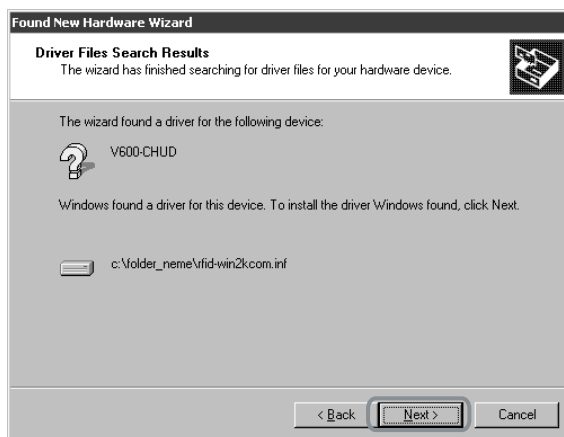 Found New Hardware Wizard
Driver Files Search Results
The wizard has finished searching for driver files for your hardware device.
The wizard found a driver for the following device:
V600-CHUD
Windows found a driver for this device. To install the driver Windows found, click Next.
c:\folder_neme\rfid-win2kcom.inf
< Back
Next >
Cancel